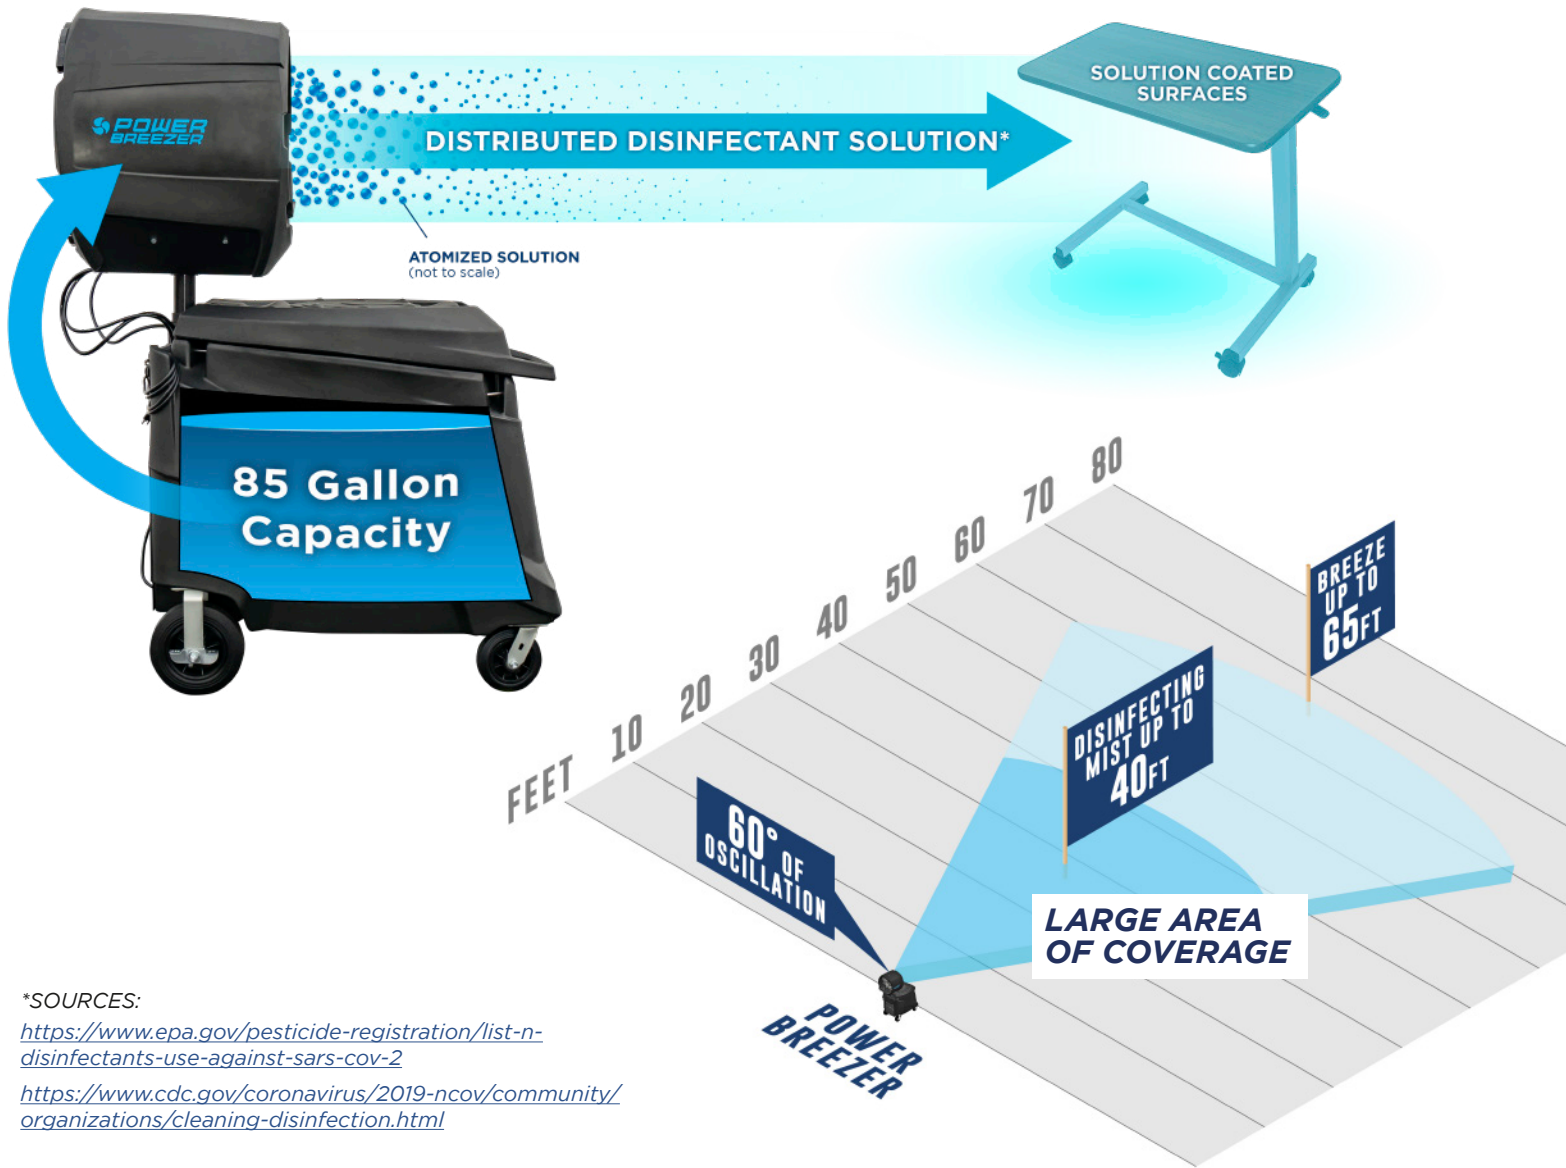 POWER
BREEZER
DISTRIBUTED DISINFECTANT SOLUTION*
SOLUTION COATED
SURFACES
ATOMIZED SOLUTION
(not to scale)
85 Gallon
Capacity
FEET 10 20 30 40 50 60 70 80
BREEZE
UP TO
65FT
DISINFECTING
MIST UP TO
40FT
60° OF
OSCILLATION
LARGE AREA
OF COVERAGE
POWER
BREEZER
*SOURCES:
https://www.epa.gov/pesticide-registration/list-n-
disinfectants-use-against-sars-cov-2
https://www.cdc.gov/coronavirus/2019-ncov/community/
organizations/cleaning-disinfection.html